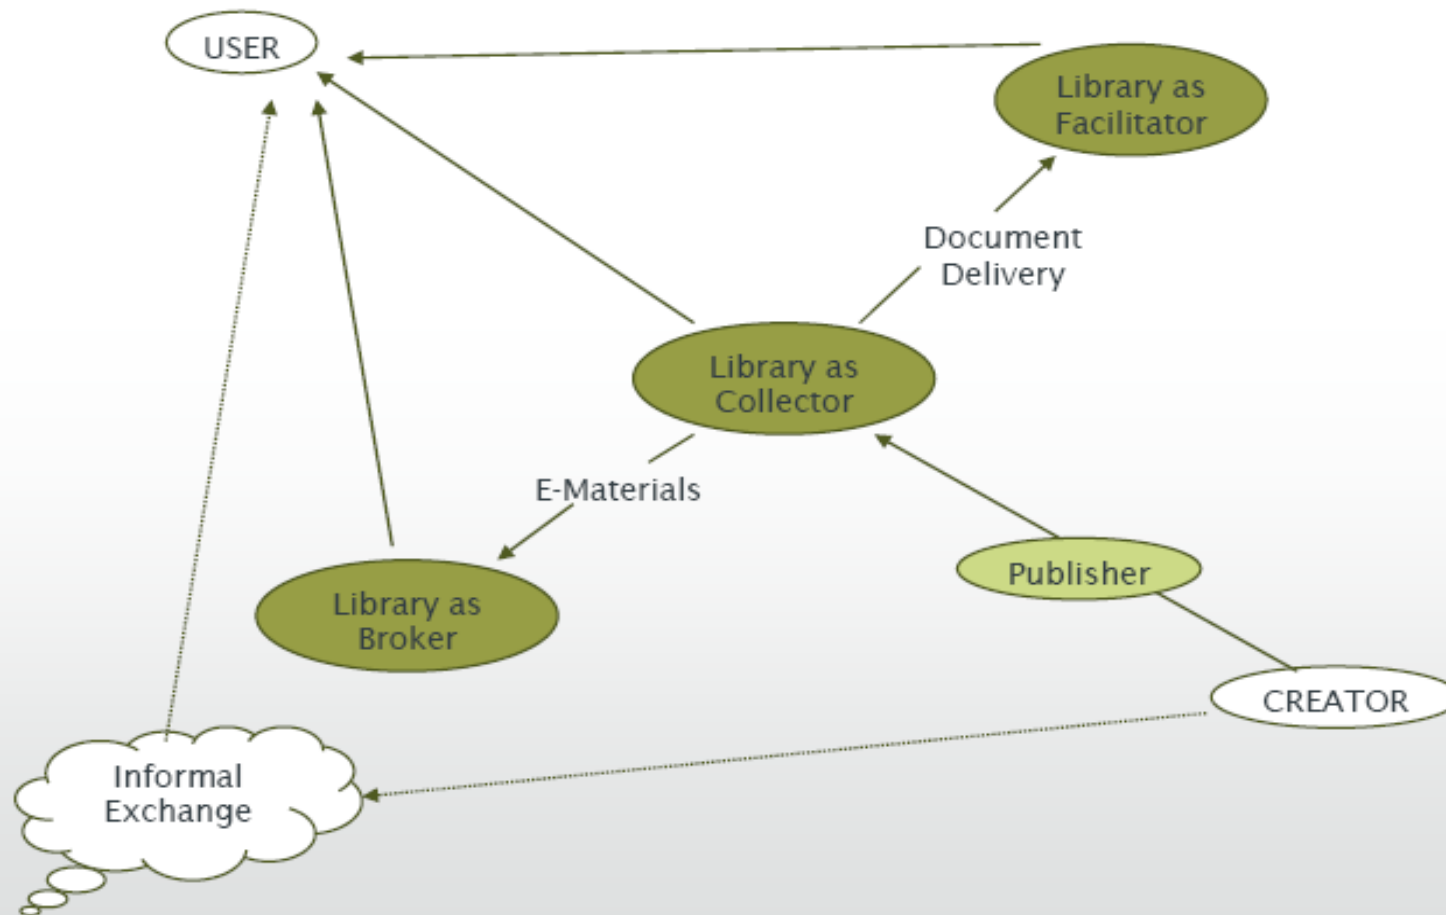 USER
Library as
Facilitator
Document
Delivery
Library as
Collector
E-Materials
Publisher
Library as
Broker
CREATOR
Informal
Exchange